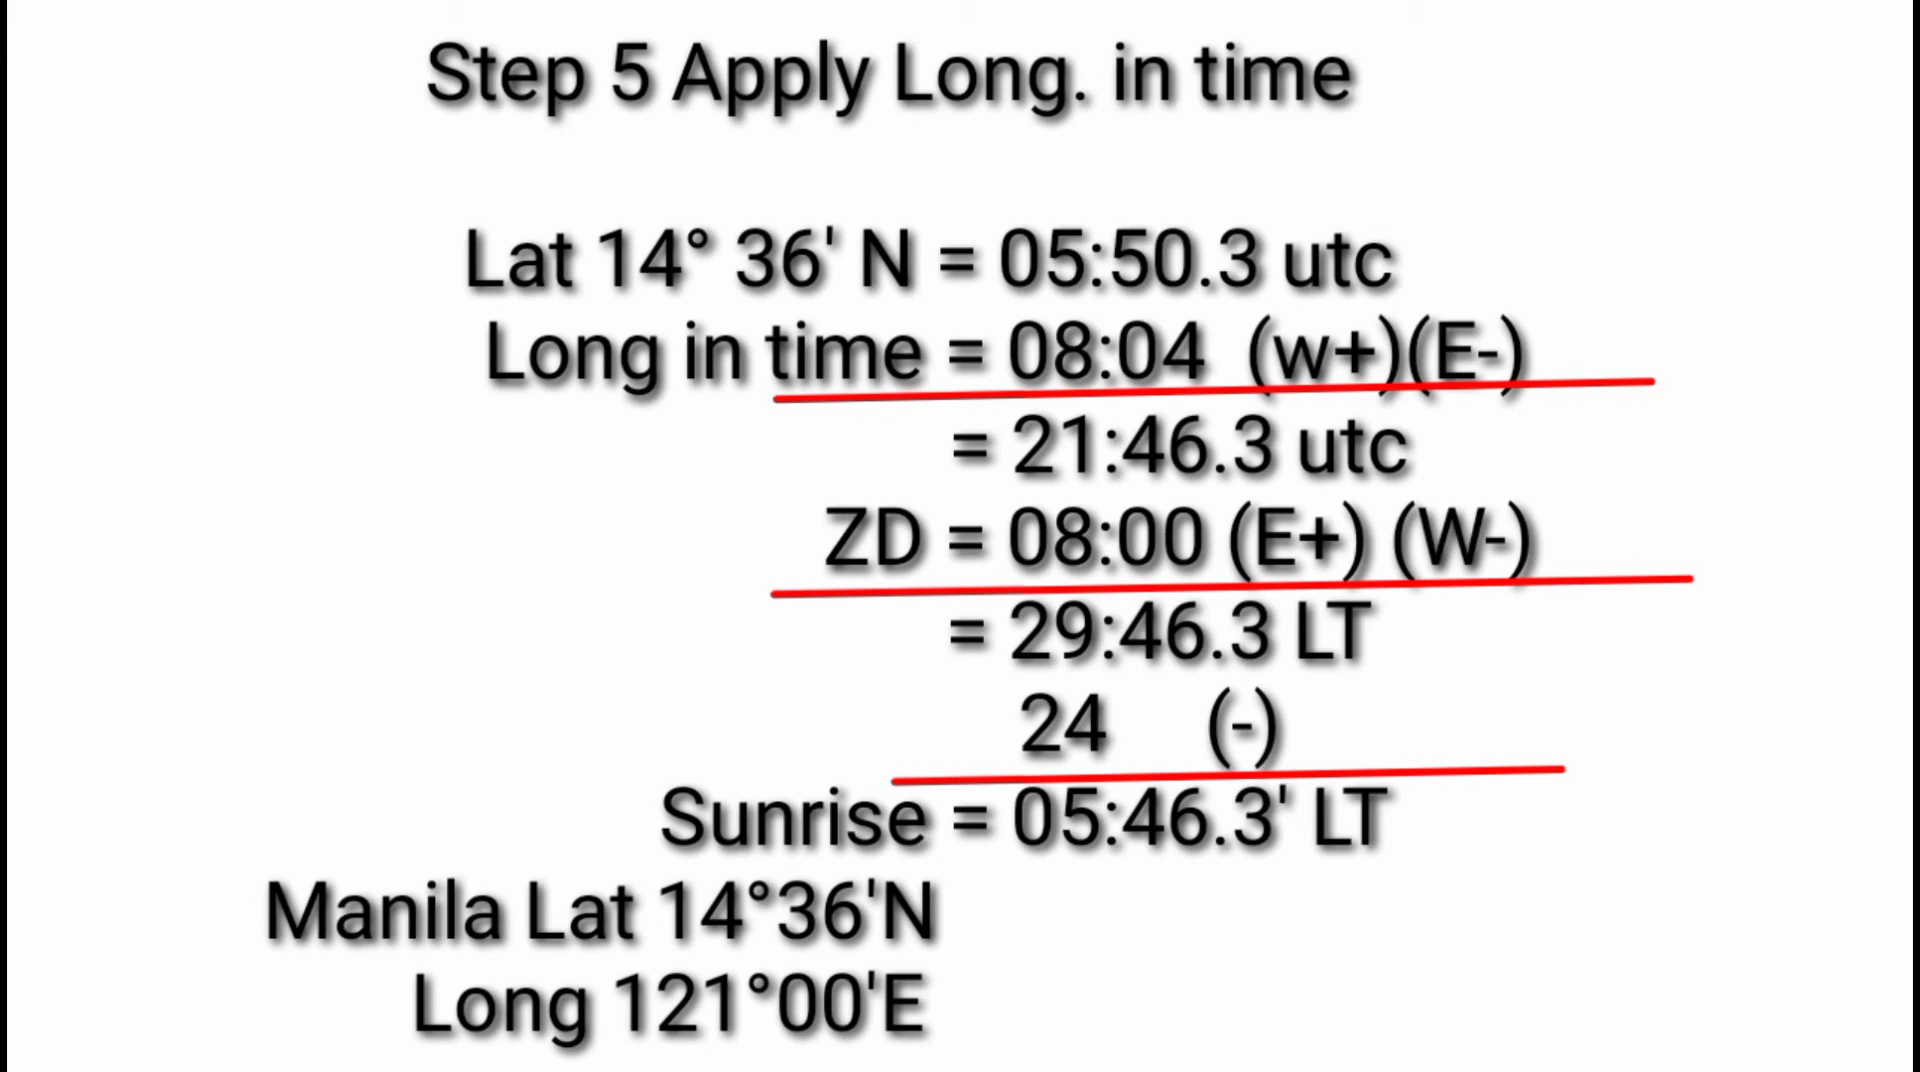 Step 5 Apply Long. in time
Lat 14° 36' N = 05:50.3 utc
Long in time = 08:04 (w+)(E-)
= 21:46.3 utc
ZD = 08:00 (E+) (W-)
= 29:46.3 LT
24 (-)
Sunrise = 05:46.3' LT
Manila Lat 14°36'N
Long 121°00'E